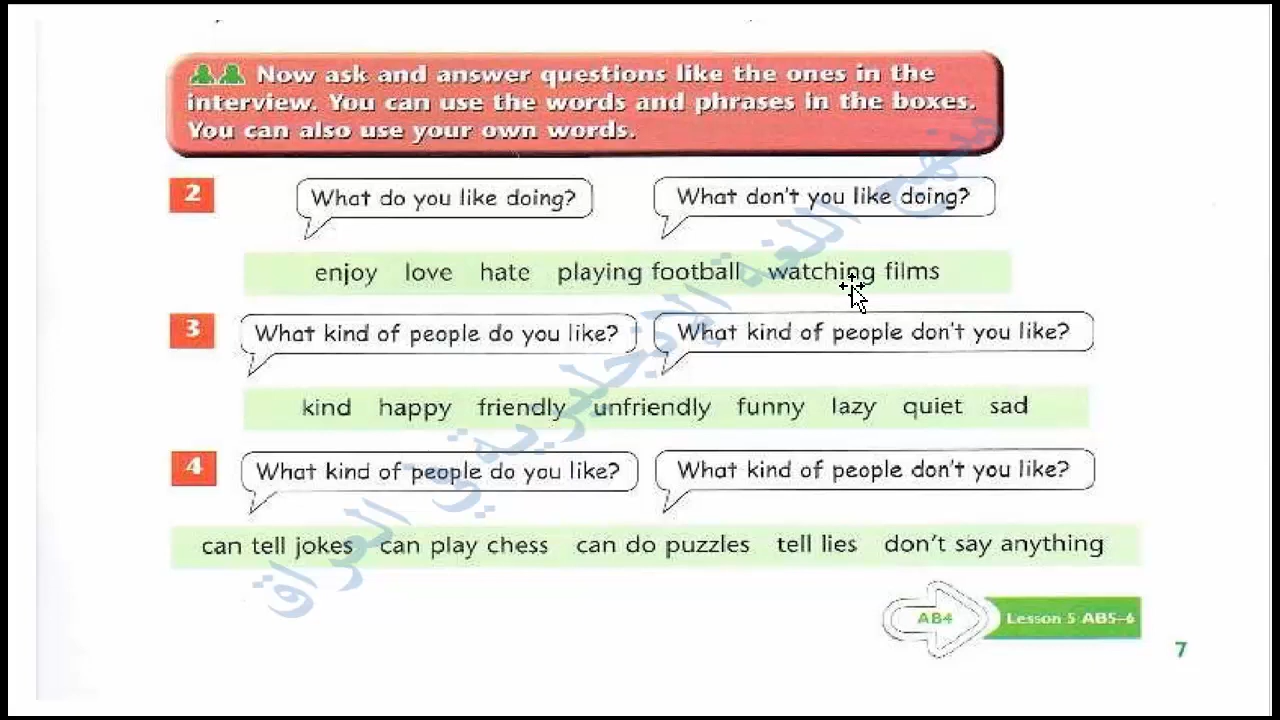 Now ask and answer questions like the ones in the
interview. You can use the words and phrases in the boxes.
You can also use your own words.
2
What do you like doing?
What don't you like doing?
enjoy love hate playing football watching films
3
What kind of people do you like?
What kind of people don't you like?
kind happy friendly unfriendly funny lazy quiet sad
4
What kind of people do you like?
What kind of people don't you like?
can tell jokes can play chess can do puzzles tell lies don't say anything
منهج اللغة الإنجليزية في العراق
AB4
Lesson 5 AB5–6
7